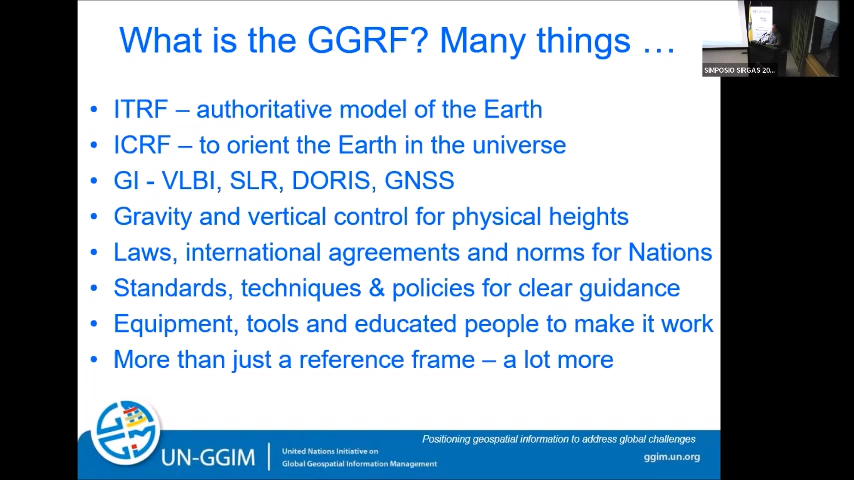 What is the GGRF? Many things …
SIMPOSIO SIRGAS 20...
• ITRF – authoritative model of the Earth
• ICRF – to orient the Earth in the universe
• GI - VLBI, SLR, DORIS, GNSS
• Gravity and vertical control for physical heights
• Laws, international agreements and norms for Nations
• Standards, techniques & policies for clear guidance
• Equipment, tools and educated people to make it work
• More than just a reference frame – a lot more
Positioning geospatial information to address global challenges
UN-GGIM
United Nations Initiative on
Global Geospatial Information Management
ggim.un.org